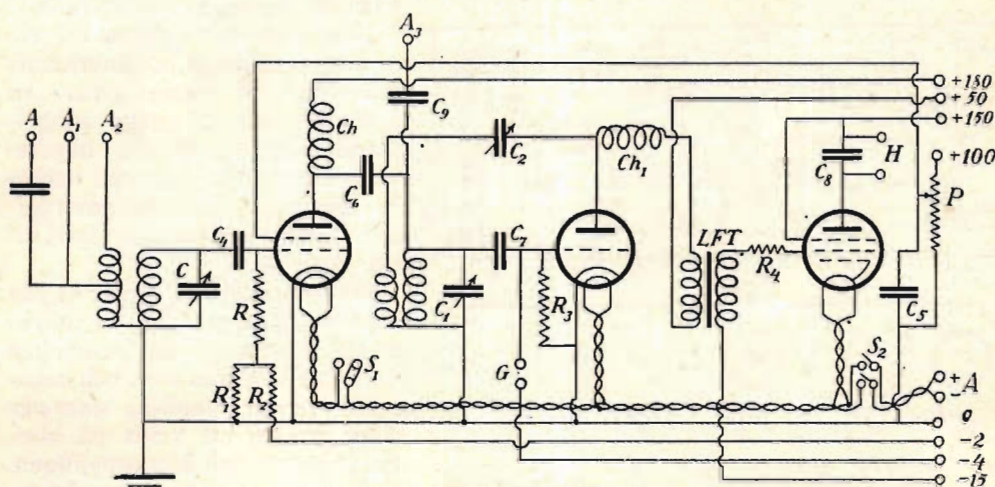 A₃
+180
+50
+150
+100
A A₁ A₂
Ch
C₉
C₂
Ch₁
C₈
H
P
C₆
C₄
C₇
LFT
R₄
C
C₁
R
R₃
C₅
S₁
S₂
G
R₁
R₂
+
A
−
0
−2
−4
−15